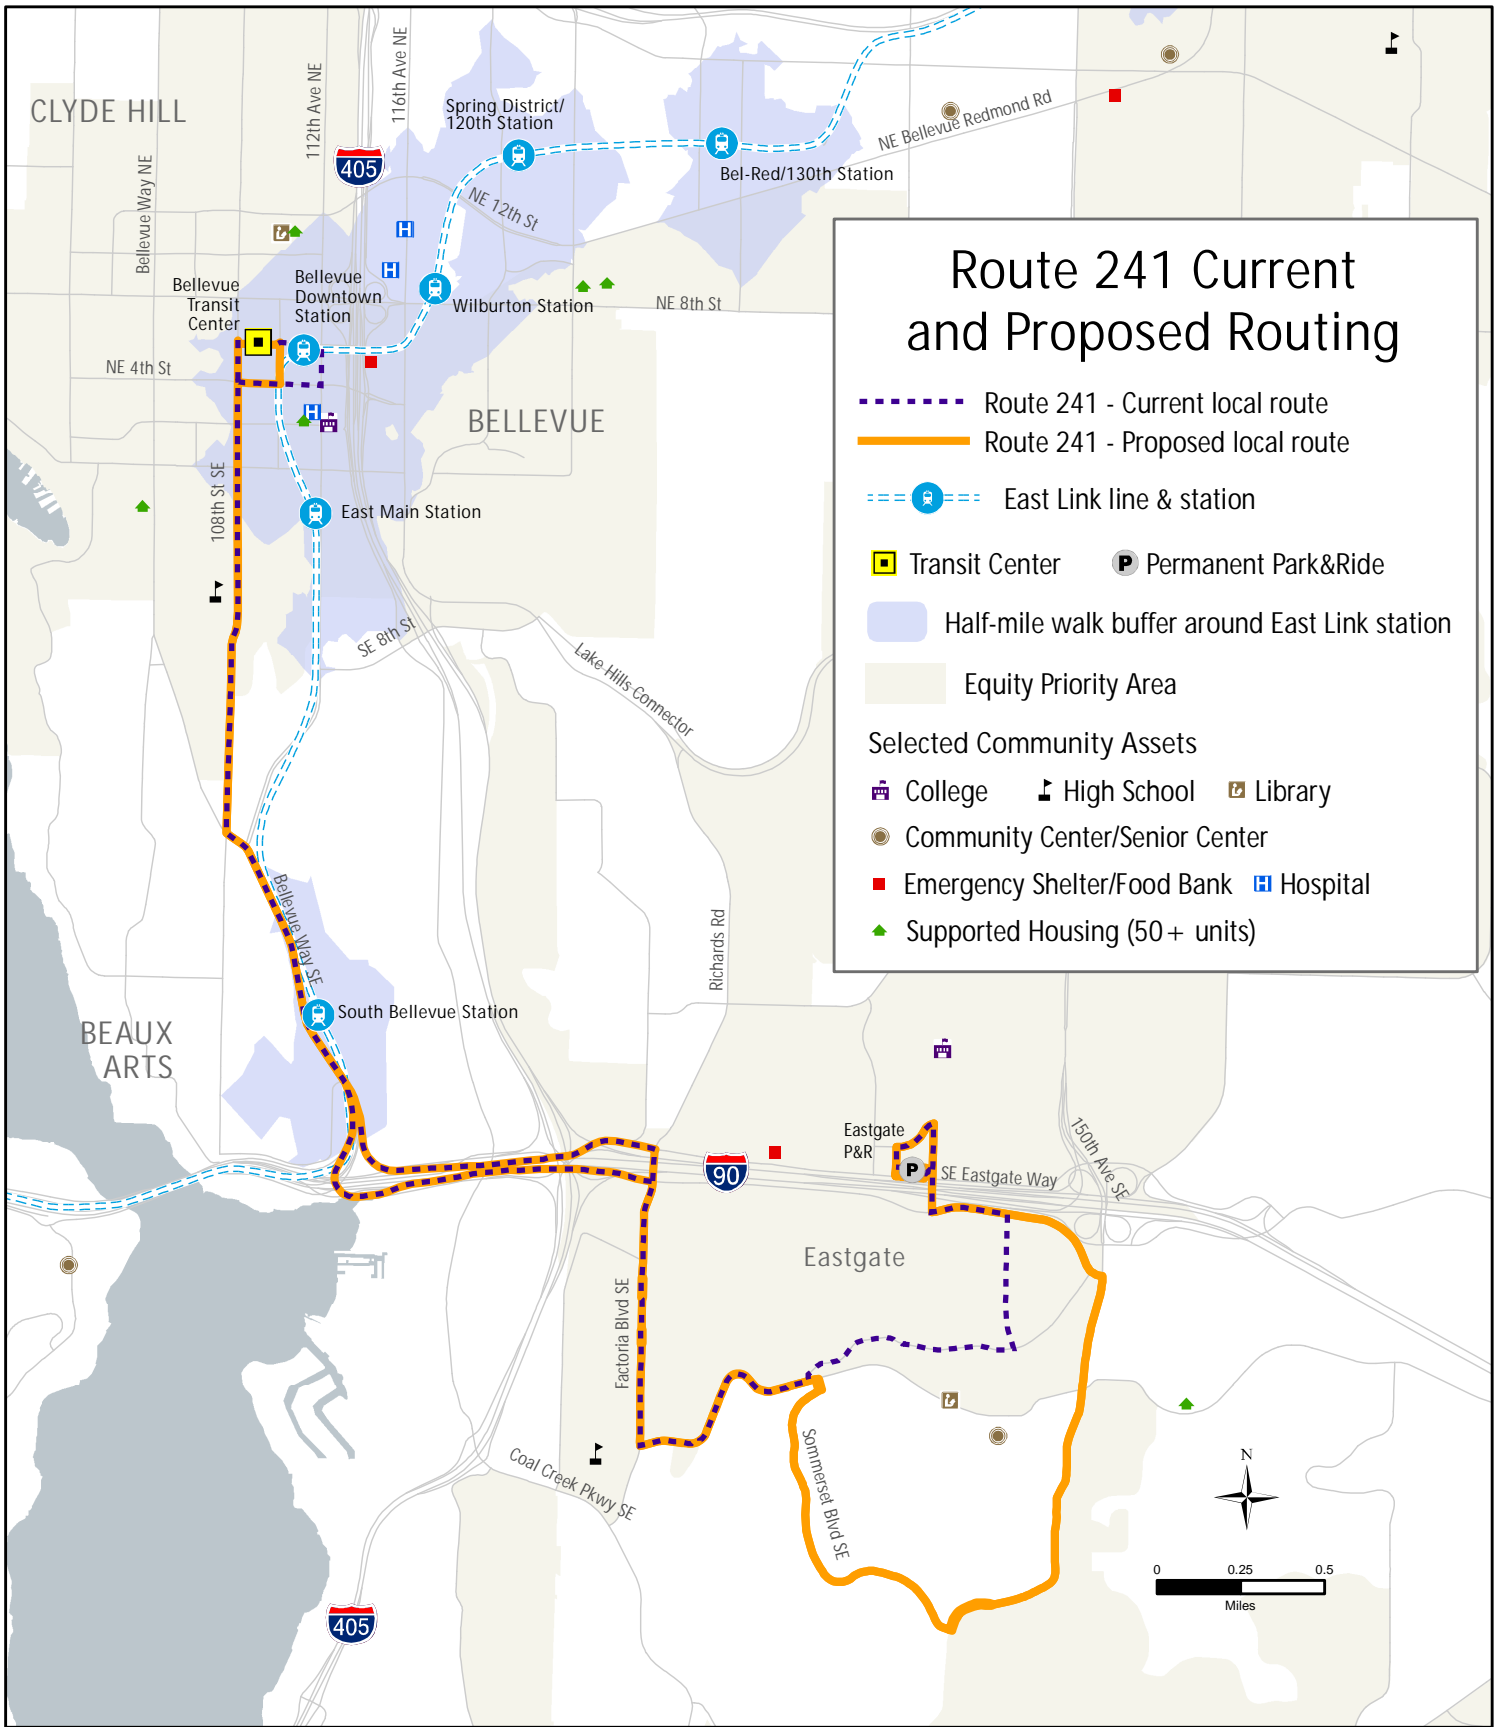 CLYDE HILL
112th Ave NE
116th Ave NE
405
Bellevue Way NE
Spring District/
120th Station
Bel-Red/130th Station
NE Bellevue Redmond Rd
NE 12th St
H
H
Bellevue
Transit
Center
Bellevue
Downtown
Station
Wilburton Station
NE 8th St
NE 4th St
H
BELLEVUE
108th St SE
East Main Station
SE 8th St
Lake Hills Connector
Route 241 Current
and Proposed Routing
Route 241 - Current local route
Route 241 - Proposed local route
East Link line & station
Transit Center
P Permanent Park&Ride
Half-mile walk buffer around East Link station
Equity Priority Area
Selected Community Assets
College
High School
Library
Community Center/Senior Center
Emergency Shelter/Food Bank
H Hospital
Supported Housing (50+ units)
Bellevue Way SE
South Bellevue Station
BEAUX
ARTS
Richards Rd
Eastgate
P&R
P
90
SE Eastgate Way
150th Ave SE
Eastgate
Factoria Blvd SE
Coal Creek Pkwy SE
Sommerset Blvd SE
N
0 0.25 0.5
Miles
405